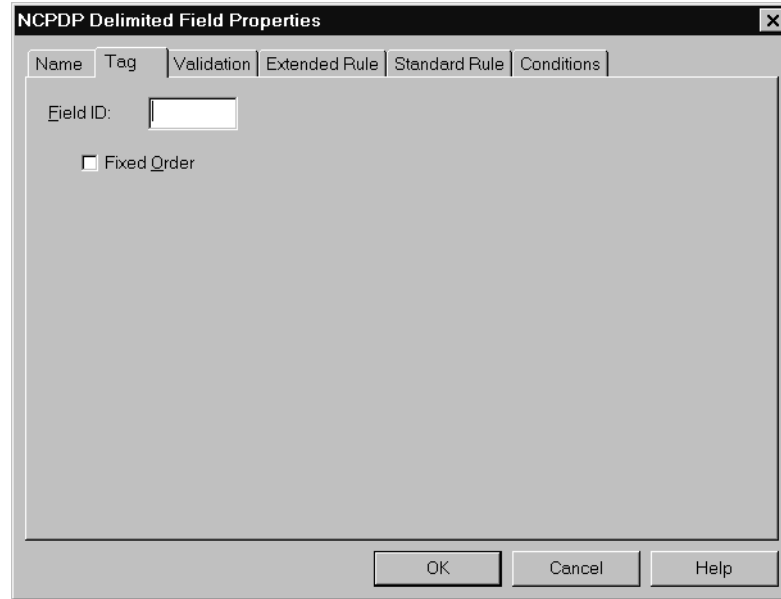 NCPDP Delimited Field Properties
Name Tag Validation Extended Rule Standard Rule Conditions
Field ID:
Fixed Order
OK Cancel Help